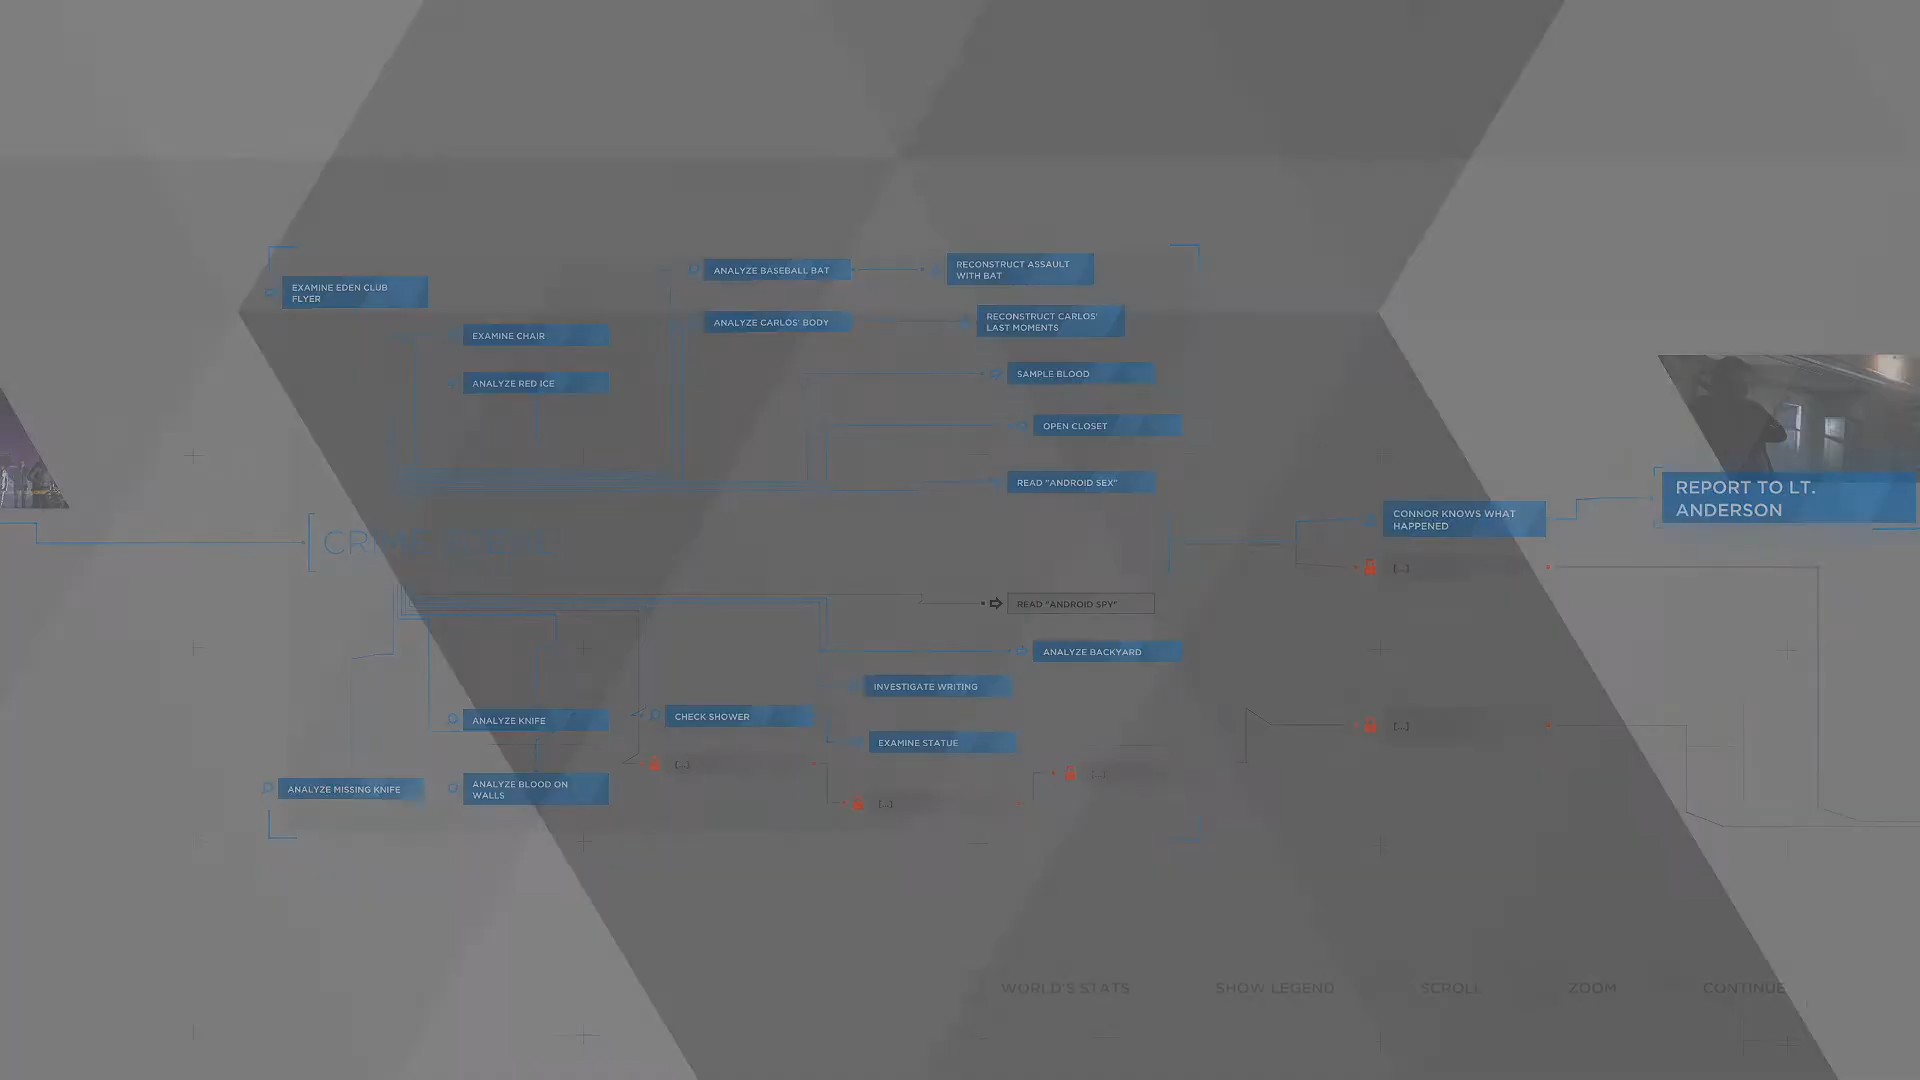 EXAMINE EDEN CLUB
FLYER
EXAMINE CHAIR
ANALYZE RED ICE
ANALYZE BASEBALL BAT
ANALYZE CARLOS' BODY
RECONSTRUCT ASSAULT
WITH BAT
RECONSTRUCT CARLOS'
LAST MOMENTS
SAMPLE BLOOD
OPEN CLOSET
READ "ANDROID SEX"
CONNOR KNOWS WHAT
HAPPENED
REPORT TO LT.
ANDERSON
[...]
READ "ANDROID SPY"
ANALYZE BACKYARD
INVESTIGATE WRITING
ANALYZE KNIFE
CHECK SHOWER
EXAMINE STATUE
[...]
[...]
[...]
[...]
ANALYZE MISSING KNIFE
ANALYZE BLOOD ON
WALLS
WORLD'S STATS
SHOW LEGEND
SCROLL
ZOOM
CONTINUE